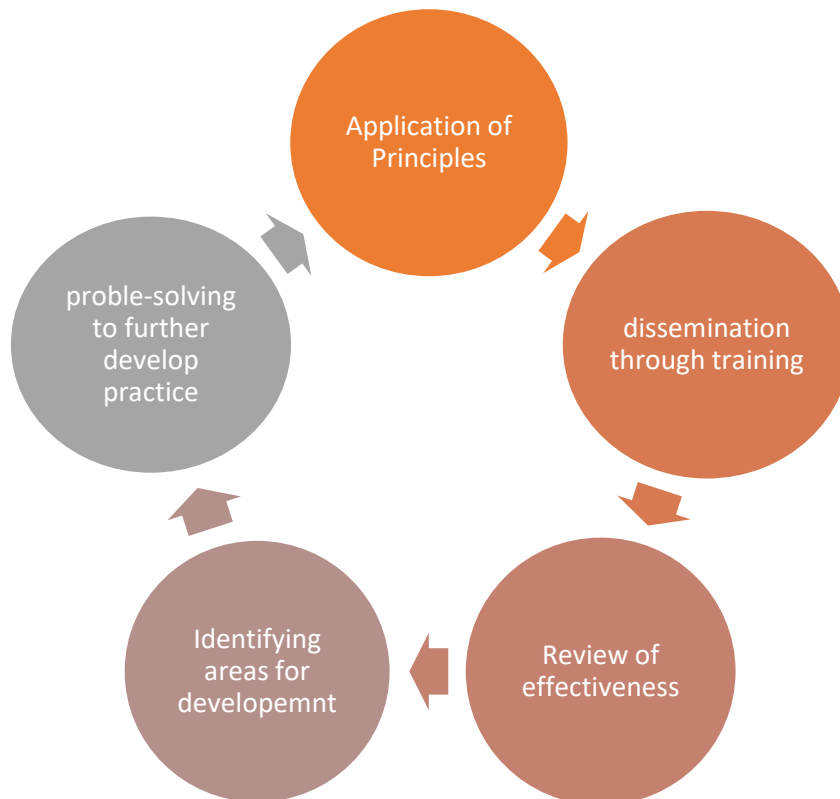 Application of
Principles
dissemination
through training
Review of
effectiveness
Identifying
areas for
developemnt
proble-solving
to further
develop
practice